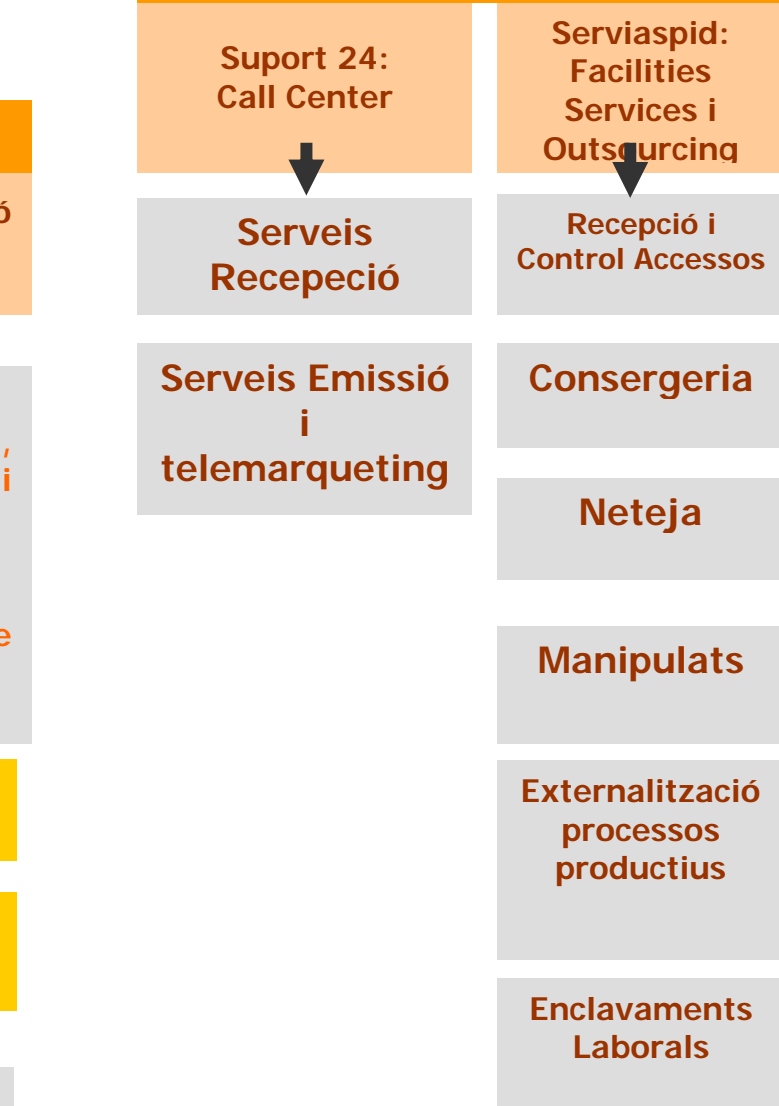 Suport 24:
Call Center
Serviaspid:
Facilities
Services i
Outsourcing
Serveis
Recepeció
Recepció i
Control Accessos
Serveis Emissió
i
telemarqueting
Consergeria
Neteja
Manipulats
Externalització
processos
productius
Enclavaments
Laborals